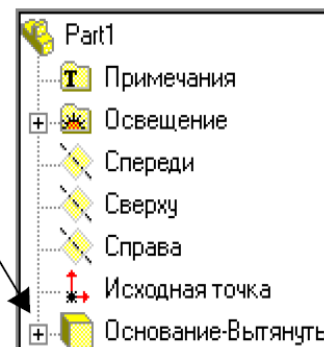 Part1
Примечания
Освещение
Спереди
Сверху
Справа
Исходная точка
Основание-Вытянуть